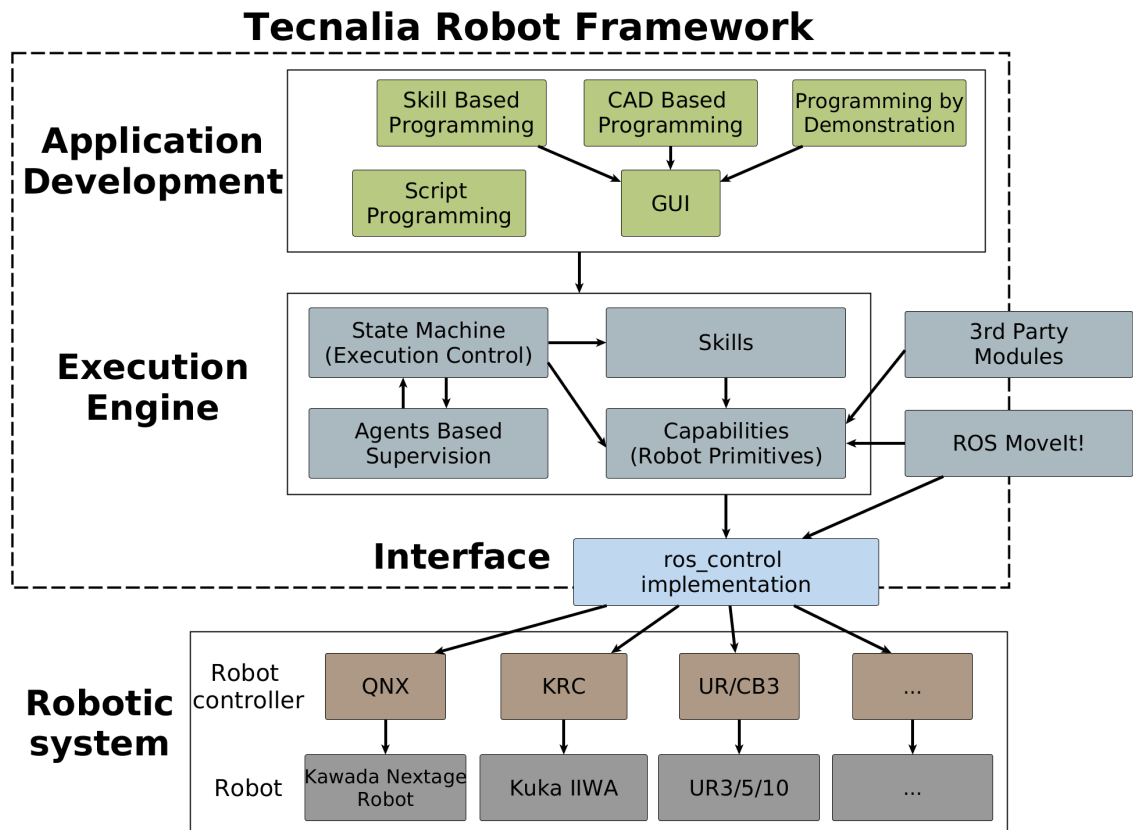 Tecnalia Robot Framework
Application
Development
Skill Based
Programming
CAD Based
Programming
Programming by
Demonstration
Script
Programming
GUI
Execution
Engine
State Machine
(Execution Control)
Skills
3rd Party
Modules
Agents Based
Supervision
Capabilities
(Robot Primitives)
ROS MoveIt!
Interface
ros_control
implementation
Robotic
system
Robot
controller
QNX
KRC
UR/CB3
...
Robot
Kawada Nextage
Robot
Kuka IIWA
UR3/5/10
...